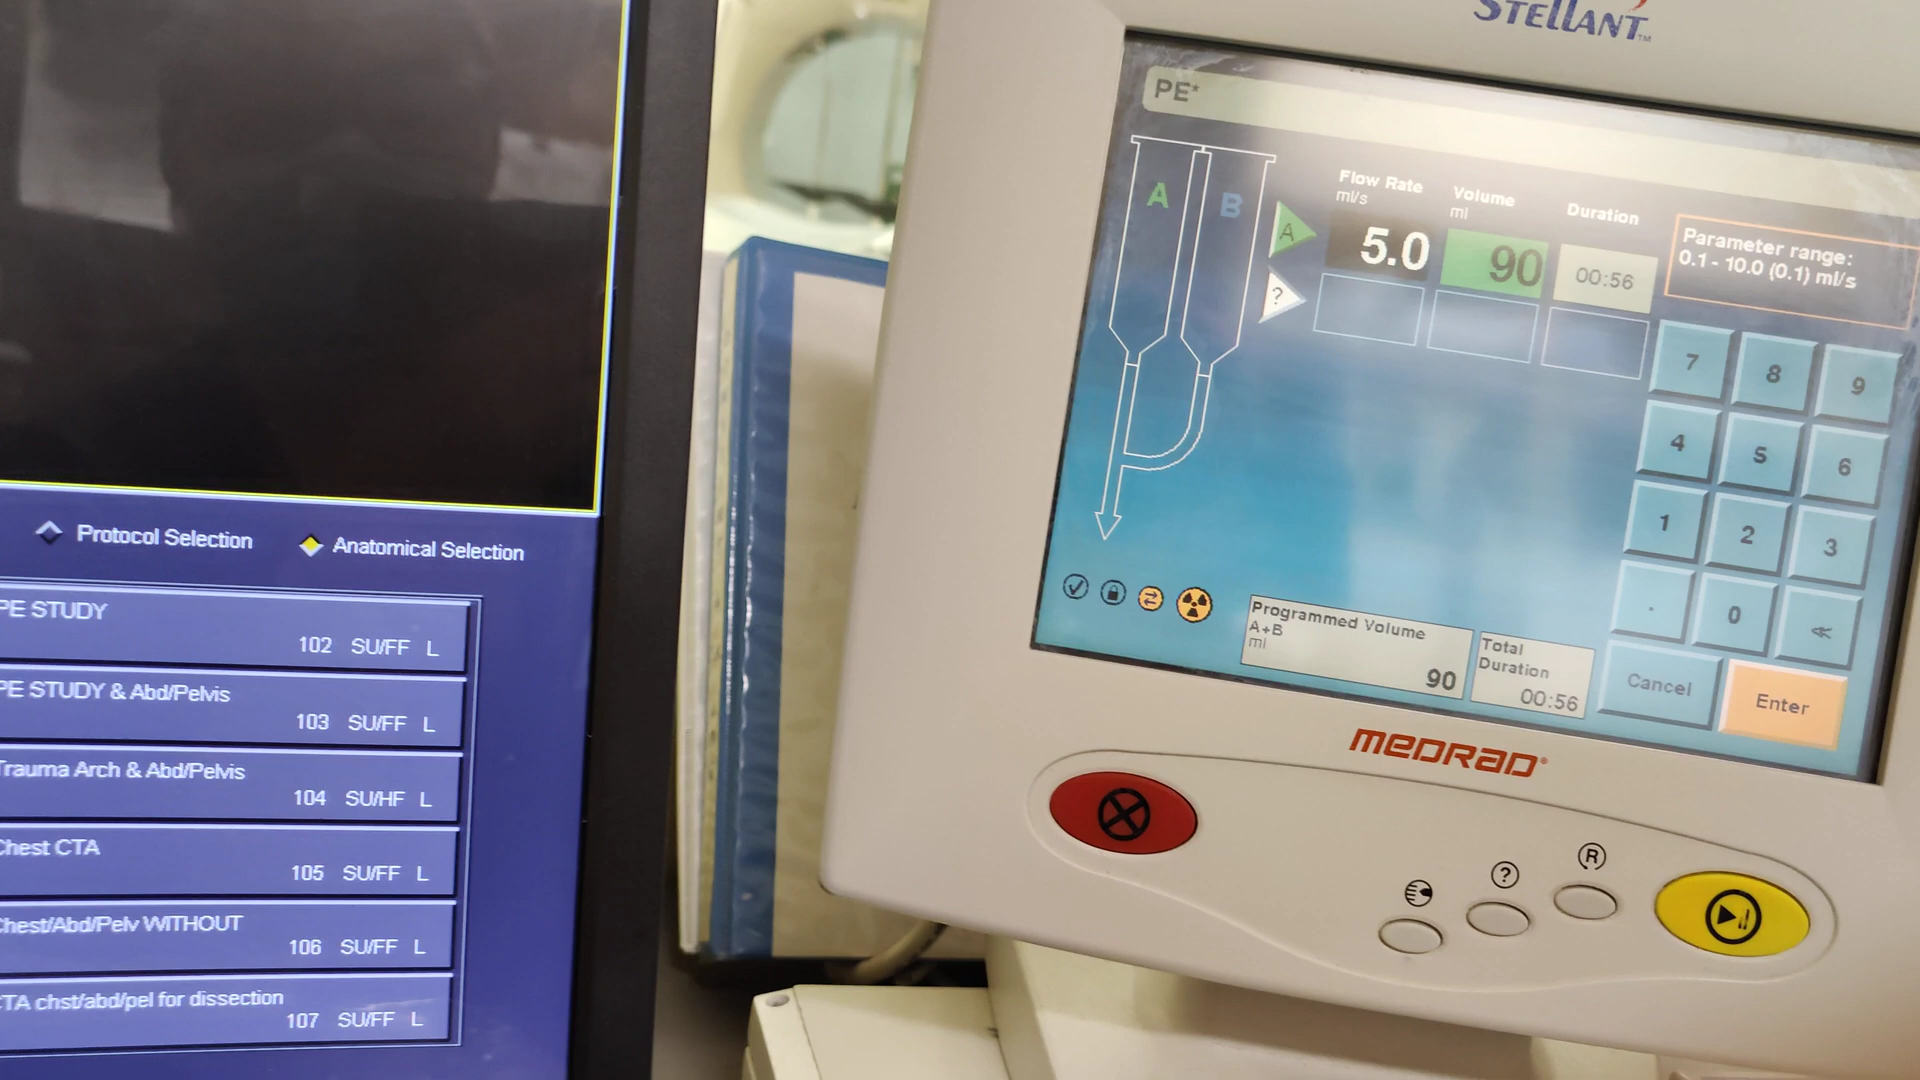 Protocol Selection
Anatomical Selection
PE STUDY
102 SU/FF L
PE STUDY & Abd/Pelvis
103 SU/FF L
Trauma Arch & Abd/Pelvis
104 SU/HF L
Chest CTA
105 SU/FF L
Chest/Abd/Pelv WITHOUT
106 SU/FF L
CTA chst/abd/pel for dissection
107 SU/FF L
STELLANT™
PE*
A B
Flow Rate
ml/s
Volume
ml
Duration
A 5.0 90 00:56
?
Parameter range:
0.1 - 10.0 (0.1) ml/s
7 8 9
4 5 6
1 2 3
. 0
Programmed Volume
A+B
ml
90
Total
Duration
00:56
Cancel
Enter
MEDRAD®
?
R